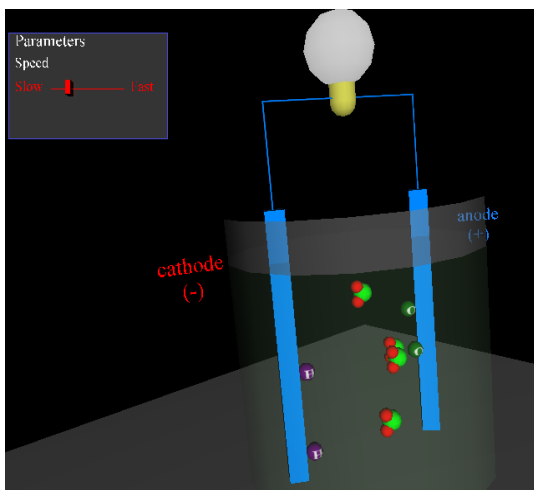 Parameters
Speed
Slow Fast
anode
(+)
cathode
(-)